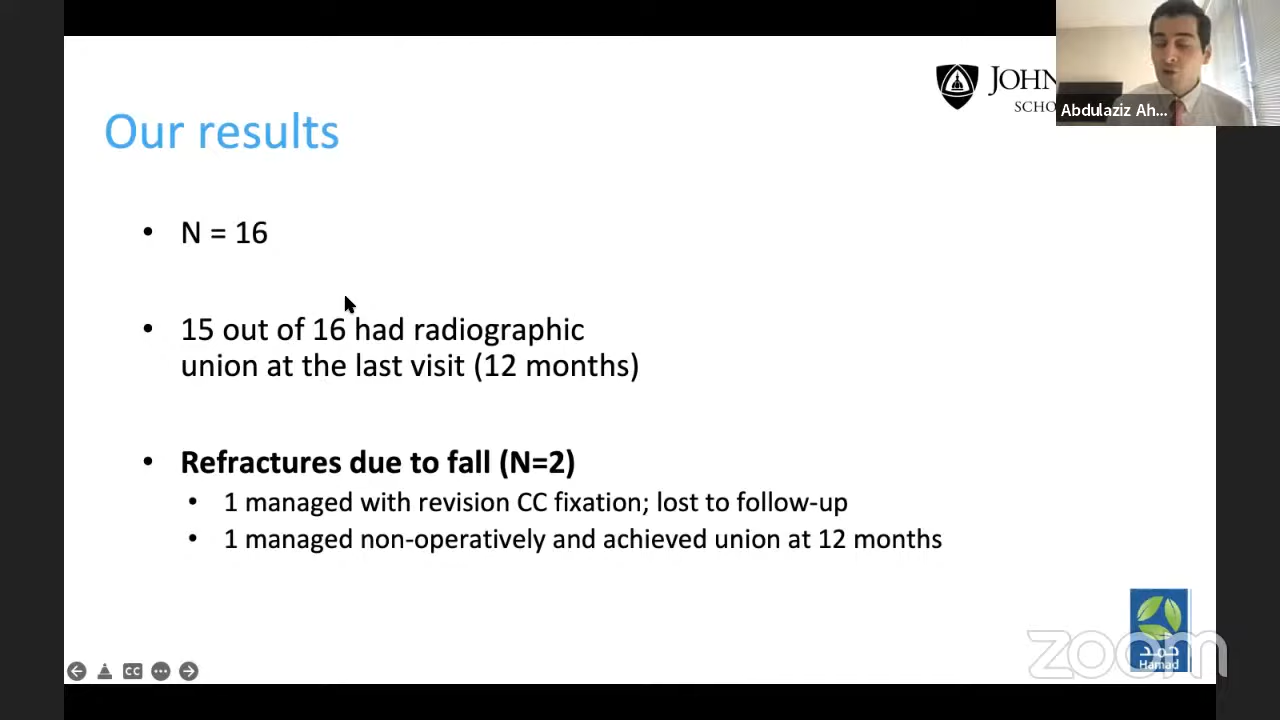 JOHN
SCHO
Abdulaziz Ah...
Our results
• N = 16
• 15 out of 16 had radiographic
union at the last visit (12 months)
• Refractures due to fall (N=2)
• 1 managed with revision CC fixation; lost to follow-up
• 1 managed non-operatively and achieved union at 12 months
حمد
Hamad
zoom
CC